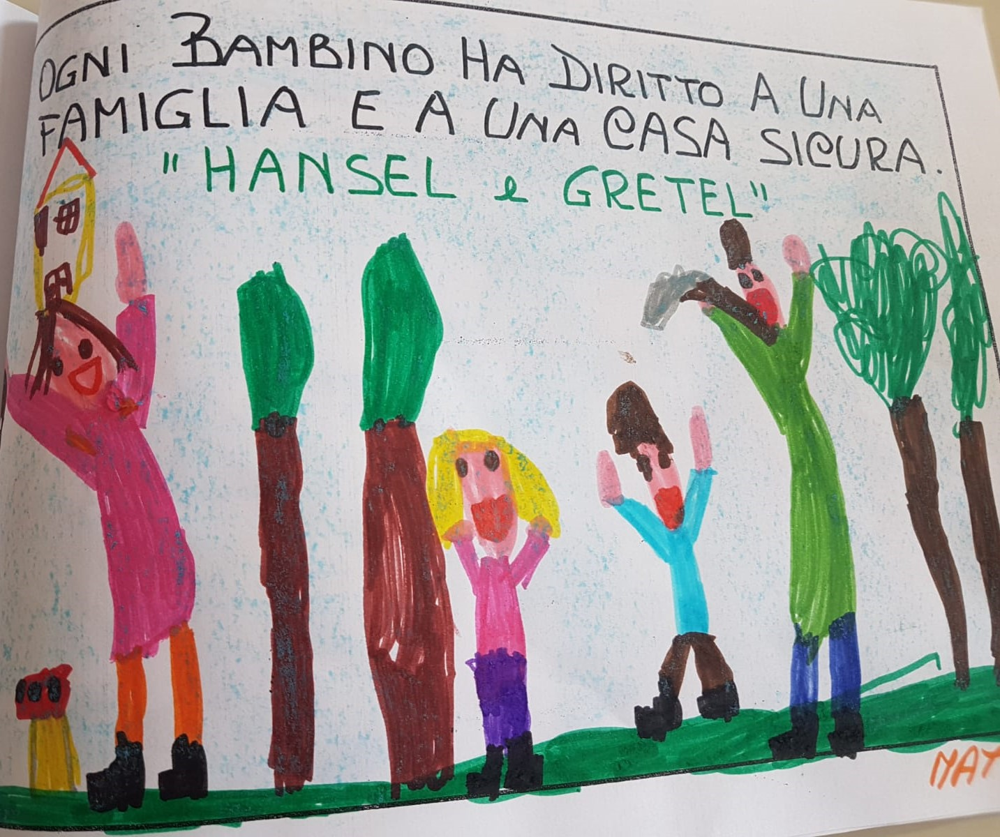 OGNI BAMBINO HA DIRITTO A UNA
FAMIGLIA E A UNA CASA SICURA.
"HANSEL e GRETEL"
MAT